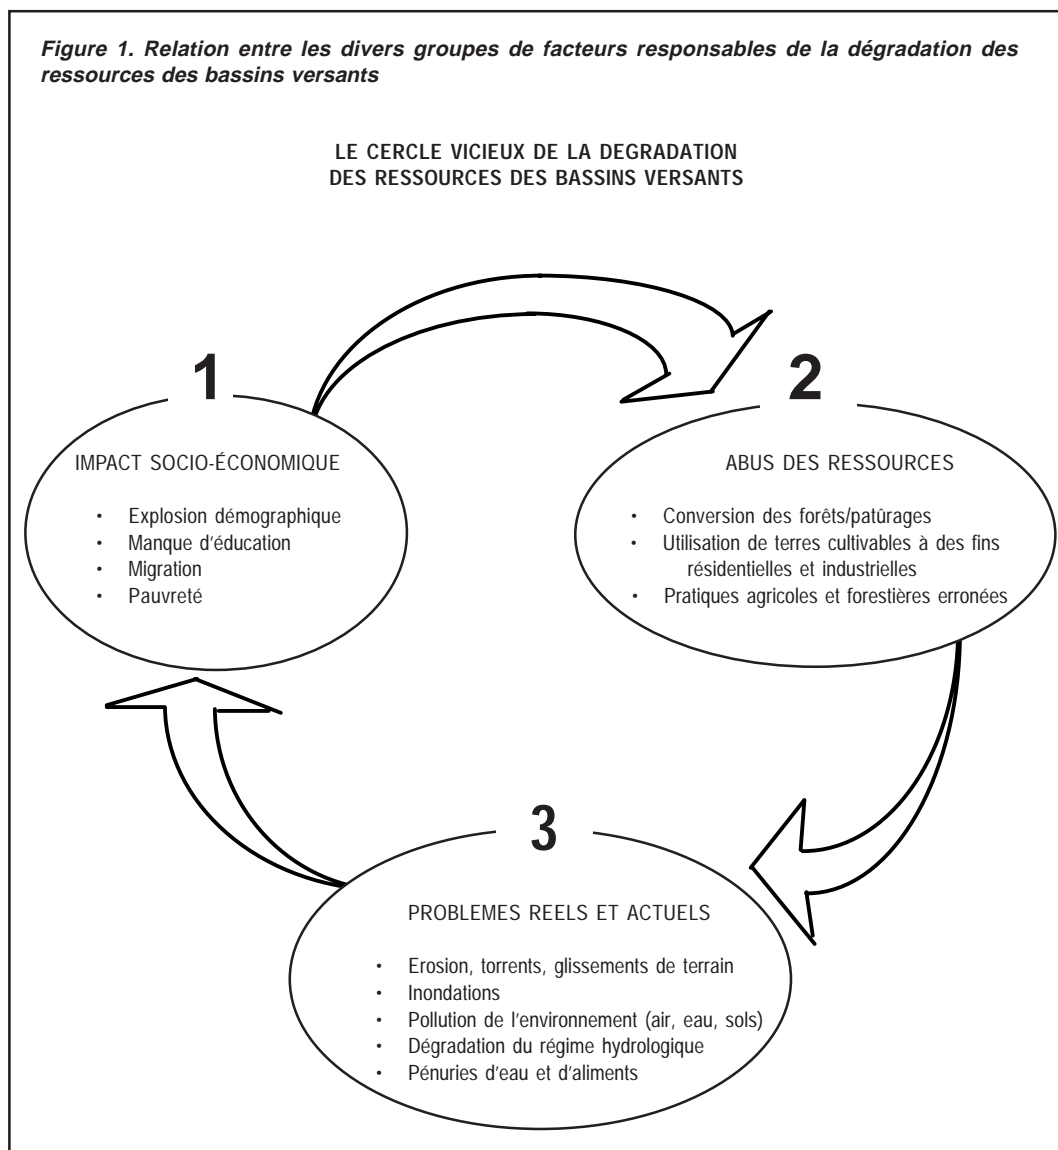 Figure 1. Relation entre les divers groupes de facteurs responsables de la dégradation des
ressources des bassins versants
LE CERCLE VICIEUX DE LA DEGRADATION
DES RESSOURCES DES BASSINS VERSANTS
1
IMPACT SOCIO-ÉCONOMIQUE
• Explosion démographique
• Manque d'éducation
• Migration
• Pauvreté
2
ABUS DES RESSOURCES
• Conversion des forêts/patûrages
• Utilisation de terres cultivables à des fins
résidentielles et industrielles
• Pratiques agricoles et forestières erronées
3
PROBLEMES REELS ET ACTUELS
• Erosion, torrents, glissements de terrain
• Inondations
• Pollution de l'environnement (air, eau, sols)
• Dégradation du régime hydrologique
• Pénuries d'eau et d'aliments